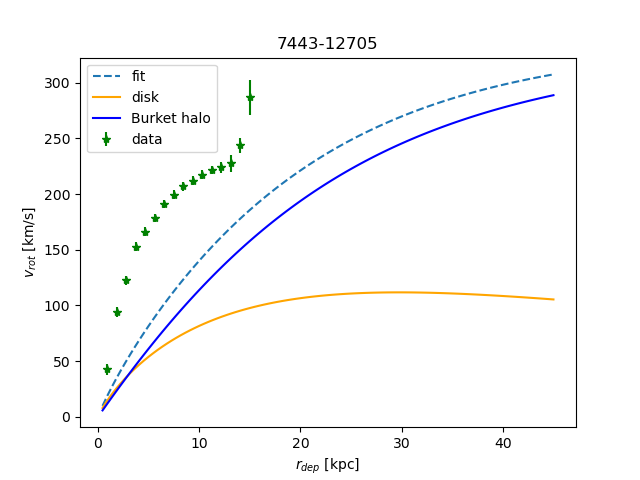 7443-12705
fit
disk
Burket halo
data
300
250
200
150
100
50
0
v_rot [km/s]
0 10 20 30 40
r_dep [kpc]